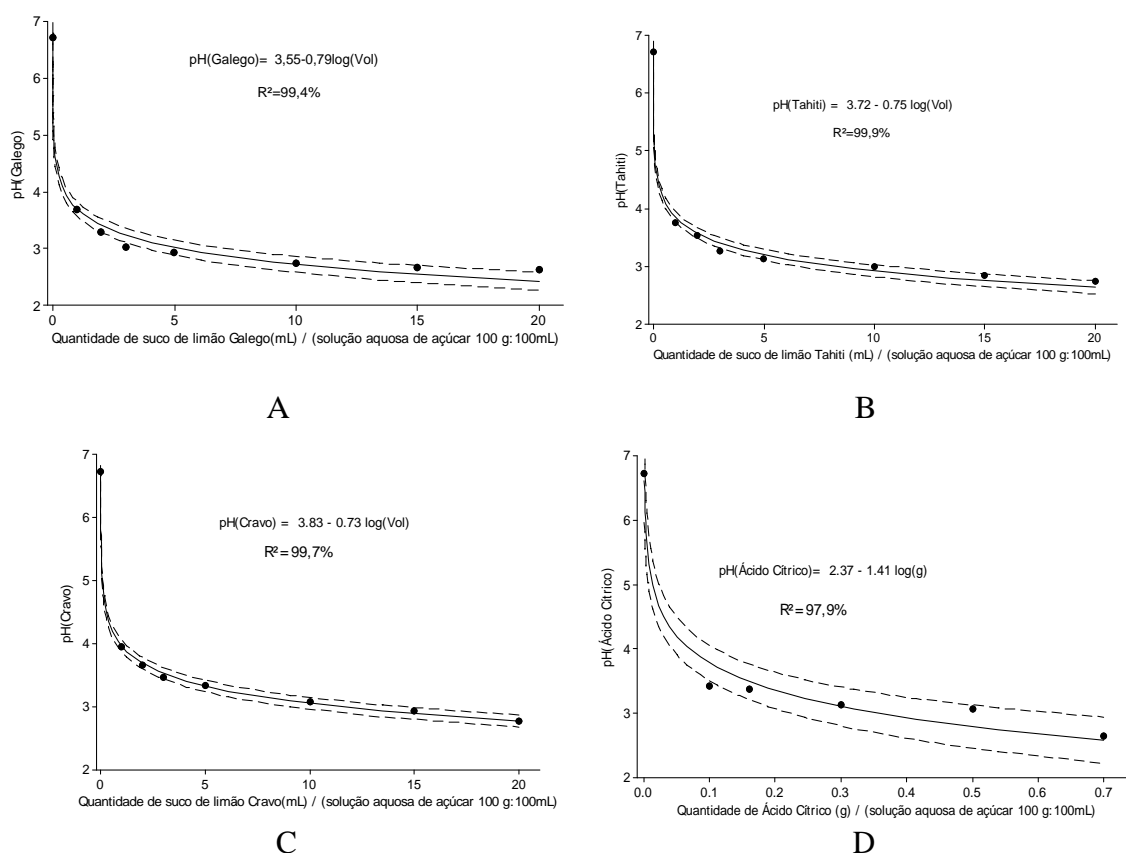 7
6
5
4
3
2
pH(Galego)
pH(Galego)= 3,55-0,79log(Vol)
R²=99,4%
0 5 10 15 20
Quantidade de suco de limão Galego(mL) / (solução aquosa de açúcar 100 g:100mL)
A
7
6
5
4
3
2
pH(Tahiti)
pH(Tahiti) = 3.72 - 0.75 log(Vol)
R²=99,9%
0 5 10 15 20
Quantidade de suco de limão Tahiti (mL) / (solução aquosa de açúcar 100 g:100mL)
B
7
6
5
4
3
2
pH(Cravo)
pH(Cravo) = 3.83 - 0.73 log(Vol)
R²=99,7%
0 5 10 15 20
Quantidade de suco de limão Cravo(mL) / (solução aquosa de açúcar 100 g:100mL)
C
7
6
5
4
3
2
pH(Ácido Cítrico)
pH(Ácido Cítrico)= 2.37 - 1.41 log(g)
R²=97,9%
0.0 0.1 0.2 0.3 0.4 0.5 0.6 0.7
Quantidade de Ácido Cítrico (g) / (solução aquosa de açúcar 100 g:100mL)
D